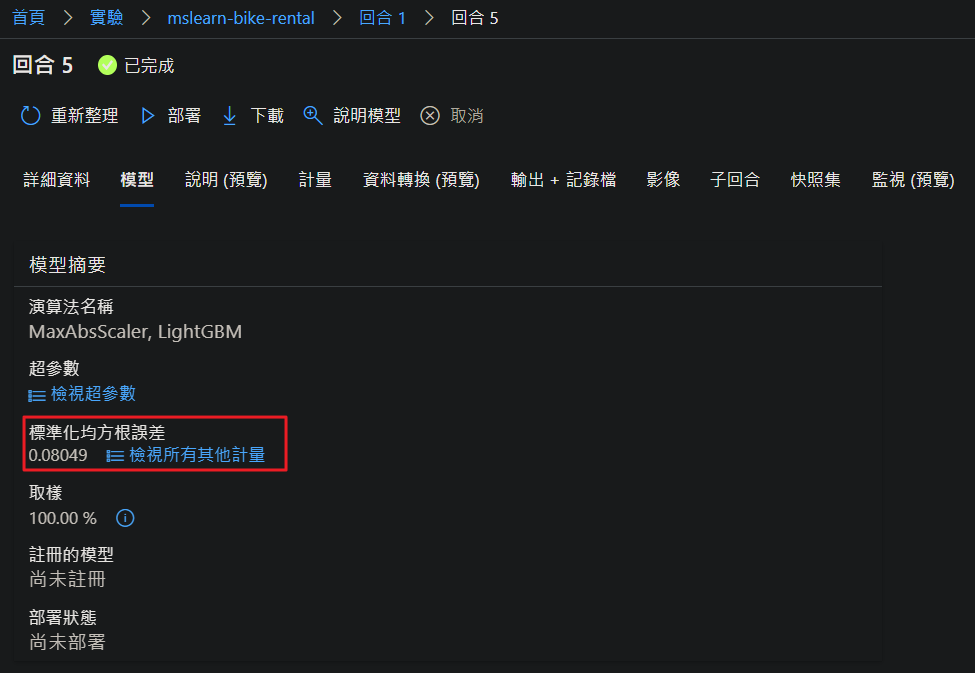 首頁 > 實驗 > mslearn-bike-rental > 回合 1 > 回合 5
回合 5 已完成
重新整理 部署 下載 說明模型 取消
詳細資料 模型 說明 (預覽) 計量 資料轉換 (預覽) 輸出 + 記錄檔 影像 子回合 快照集 監視 (預覽)
模型摘要
演算法名稱
MaxAbsScaler, LightGBM
超參數
檢視超參數
標準化均方根誤差
0.08049 檢視所有其他計量
取樣
100.00 %
註冊的模型
尚未註冊
部署狀態
尚未部署